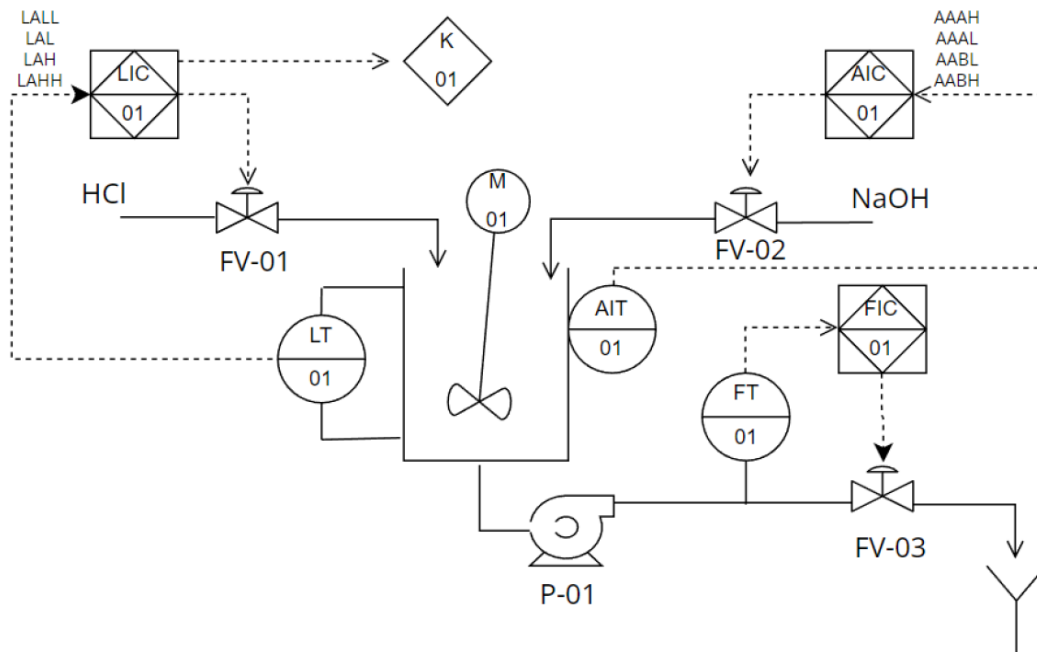 LALL
LAL
LAH
LAHH
LIC
01
K
01
AAAH
AAAL
AABL
AABH
AIC
01
HCl
FV-01
M
01
NaOH
FV-02
LT
01
AIT
01
FIC
01
FT
01
P-01
FV-03